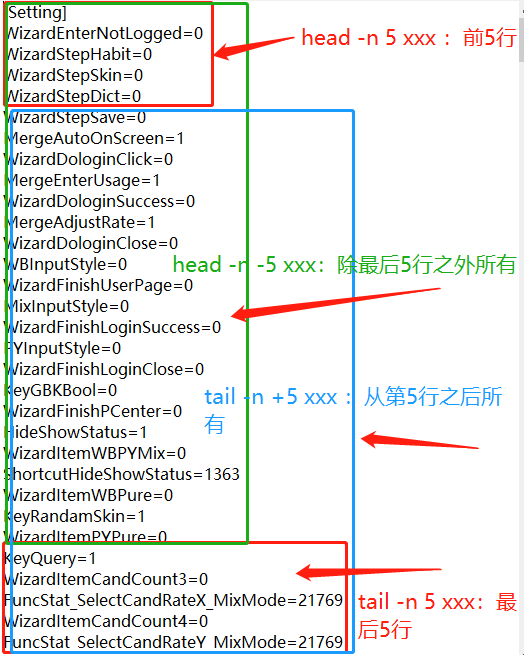 [Setting]
WizardEnterNotLogged=0
head -n 5 xxx ：前5行
WizardStepHabit=0
WizardStepSkin=0
WizardStepDict=0
WizardStepSave=0
MergeAutoOnScreen=1
WizardDologinClick=0
MergeEnterUsage=1
WizardDologinSuccess=0
MergeAdjustRate=1
WizardDologinClose=0
WBInputStyle=0
head -n -5 xxx：除最后5行之外所有
WizardFinishUserPage=0
MixInputStyle=0
WizardFinishLoginSuccess=0
PYInputStyle=0
WizardFinishLoginClose=0
KeyGBKBool=0
tail -n +5 xxx ：从第5行之后所
有
WizardFinishPCenter=0
HideShowStatus=1
WizardItemWBPYMix=0
ShortcutHideShowStatus=1363
WizardItemWBPure=0
KeyRandamSkin=1
WizardItemPYPure=0
KeyQuery=1
WizardItemCandCount3=0
FuncStat_SelectCandRateX_MixMode=21769
tail -n 5 xxx：最
后5行
WizardItemCandCount4=0
FuncStat_SelectCandRateY_MixMode=21769